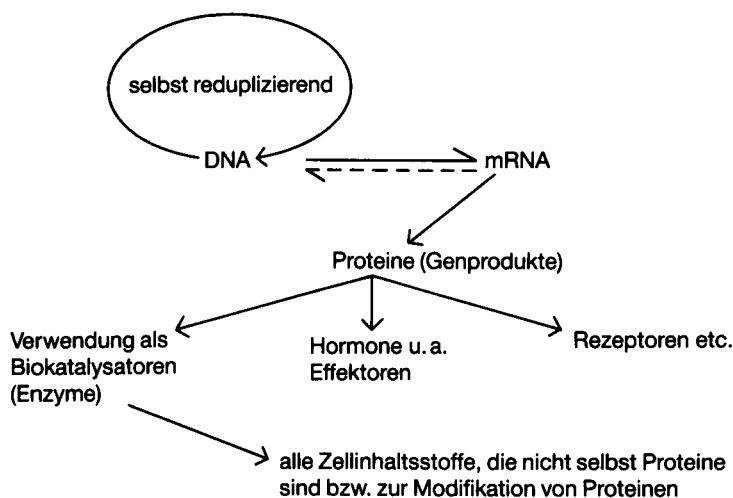 selbst reduplizierend
DNA
mRNA
Proteine (Genprodukte)
Verwendung als
Biokatalysatoren
(Enzyme)
Hormone u. a.
Effektoren
Rezeptoren etc.
alle Zellinhaltsstoffe, die nicht selbst Proteine
sind bzw. zur Modifikation von Proteinen